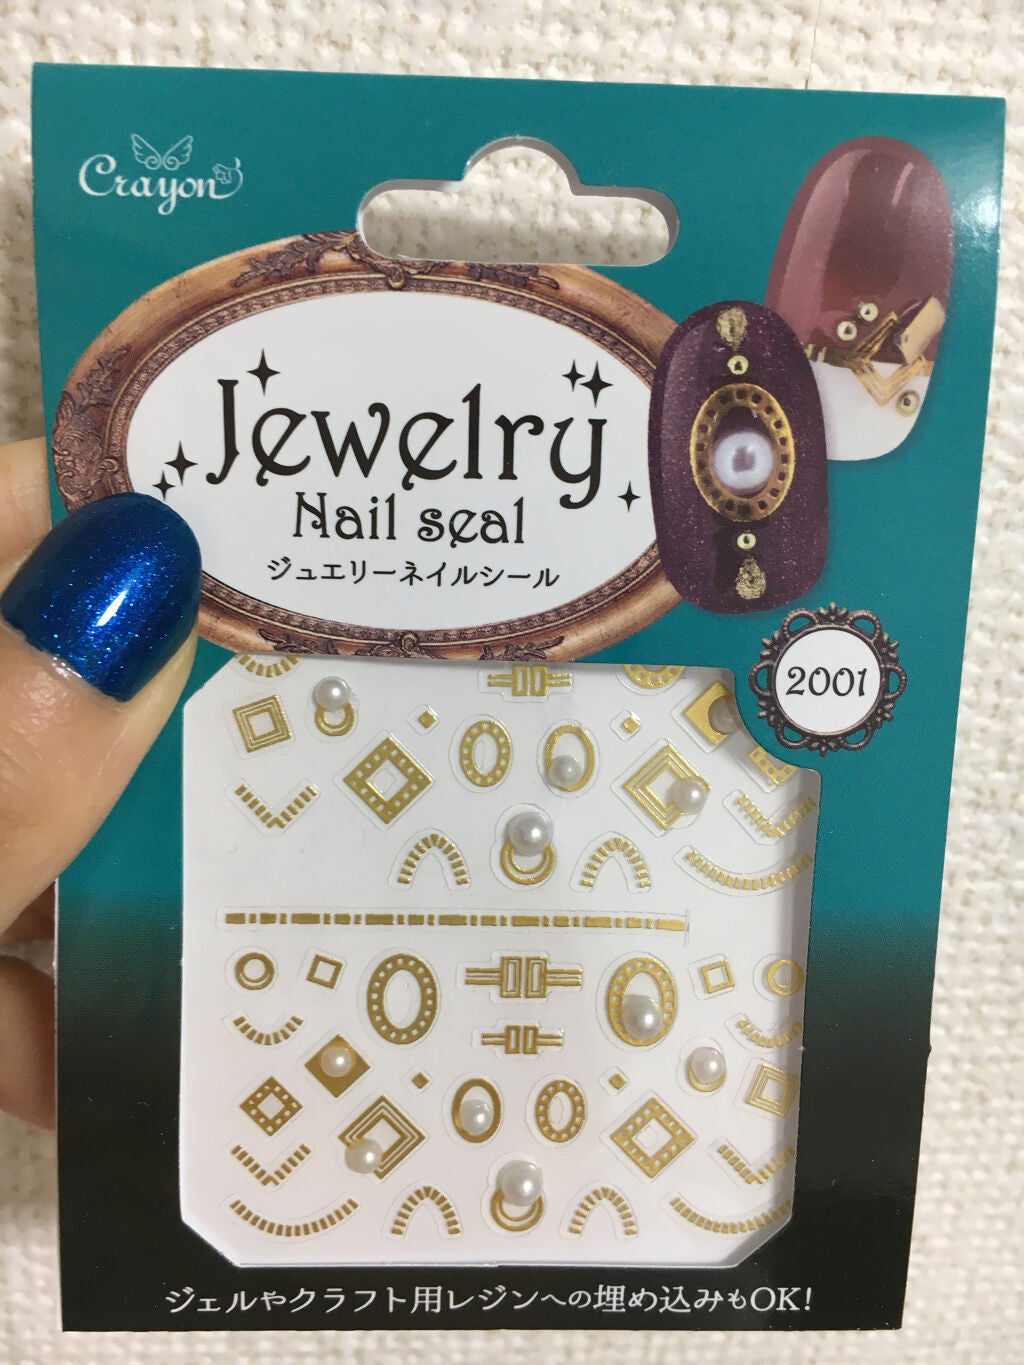 Crayon
Jewelry
Nail seal
ジュエリーネイルシール
2001
ジェルやクラフト用レジンへの埋め込みもOK!